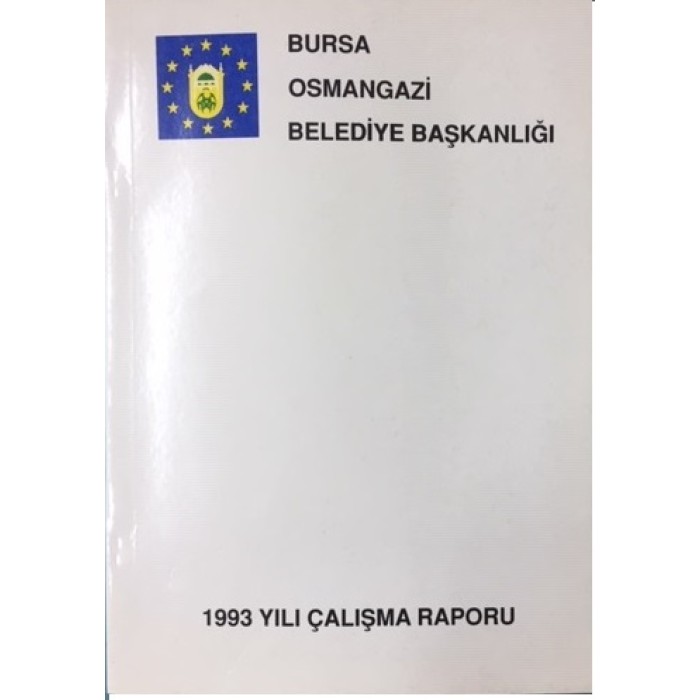 BURSA
OSMANGAZİ
BELEDİYE BAŞKANLIĞI
1993 YILI ÇALIŞMA RAPORU